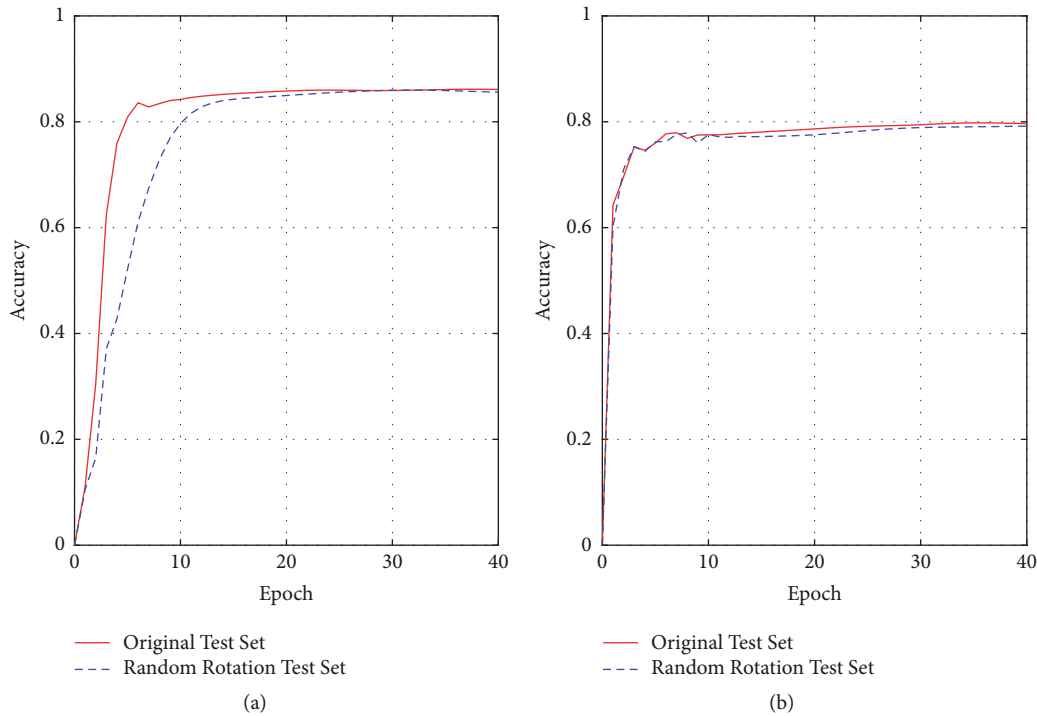 1
0.8
0.6
0.4
0.2
0
Accuracy
0 10 20 30 40
Epoch
Original Test Set
Random Rotation Test Set
(a)
1
0.8
0.6
0.4
0.2
0
Accuracy
0 10 20 30 40
Epoch
Original Test Set
Random Rotation Test Set
(b)